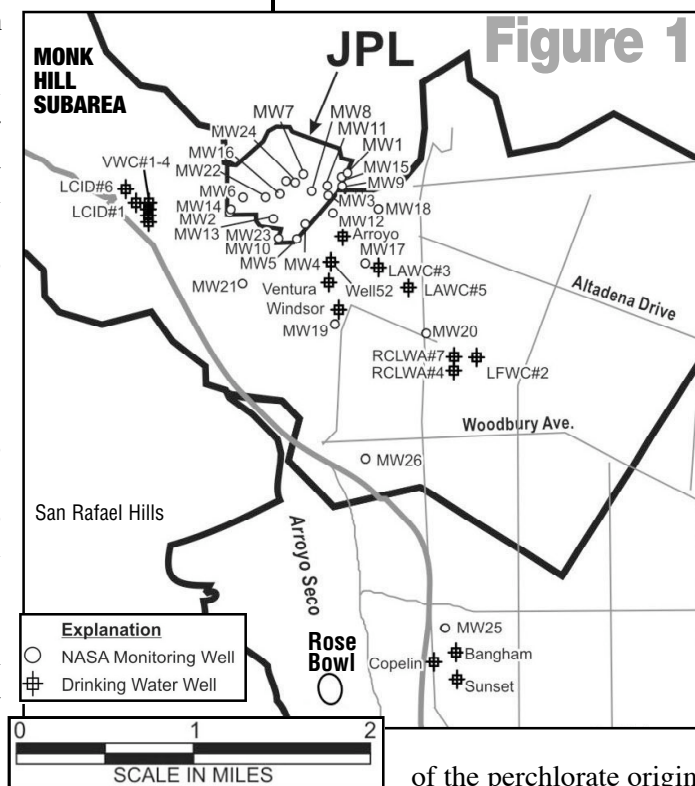 Figure 1
JPL
MONK
HILL
SUBAREA
MW7
MW8
MW24
MW11
MW16
MW1
MW22
MW15
VWC#1-4
MW9
LCID#6
MW6
MW3
LCID#1
MW14
MW18
MW2
MW12
MW13
MW23
Arroyo
MW10
MW17
MW5
MW4
LAWC#3
MW21
Ventura
Well52
LAWC#5
Altadena Drive
Windsor
MW19
MW20
RCLWA#7
RCLWA#4
LFWC#2
Woodbury Ave.
MW26
San Rafael Hills
Arroyo Seco
Explanation
NASA Monitoring Well
Drinking Water Well
Rose
Bowl
MW25
Copelin
Bangham
Sunset
0 1 2
SCALE IN MILES
of the perchlorate origin